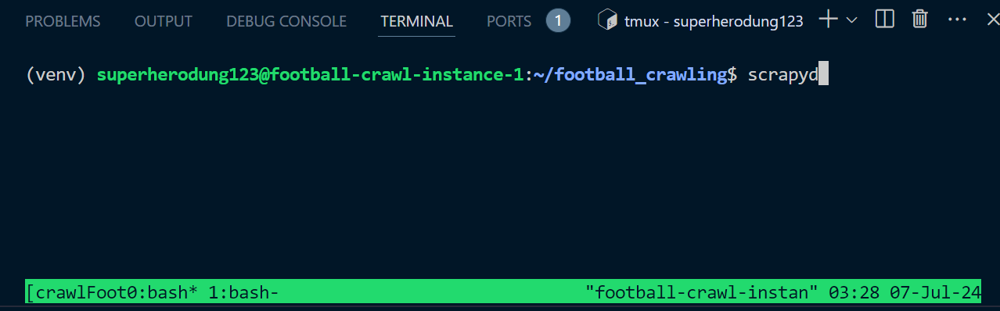 PROBLEMS OUTPUT DEBUG CONSOLE TERMINAL PORTS 1 tmux - superherodung123
(venv) superherodung123@football-crawl-instance-1:~/football_crawling$ scrapyd
[crawlFoot0:bash* 1:bash- "football-crawl-instan" 03:28 07-Jul-24